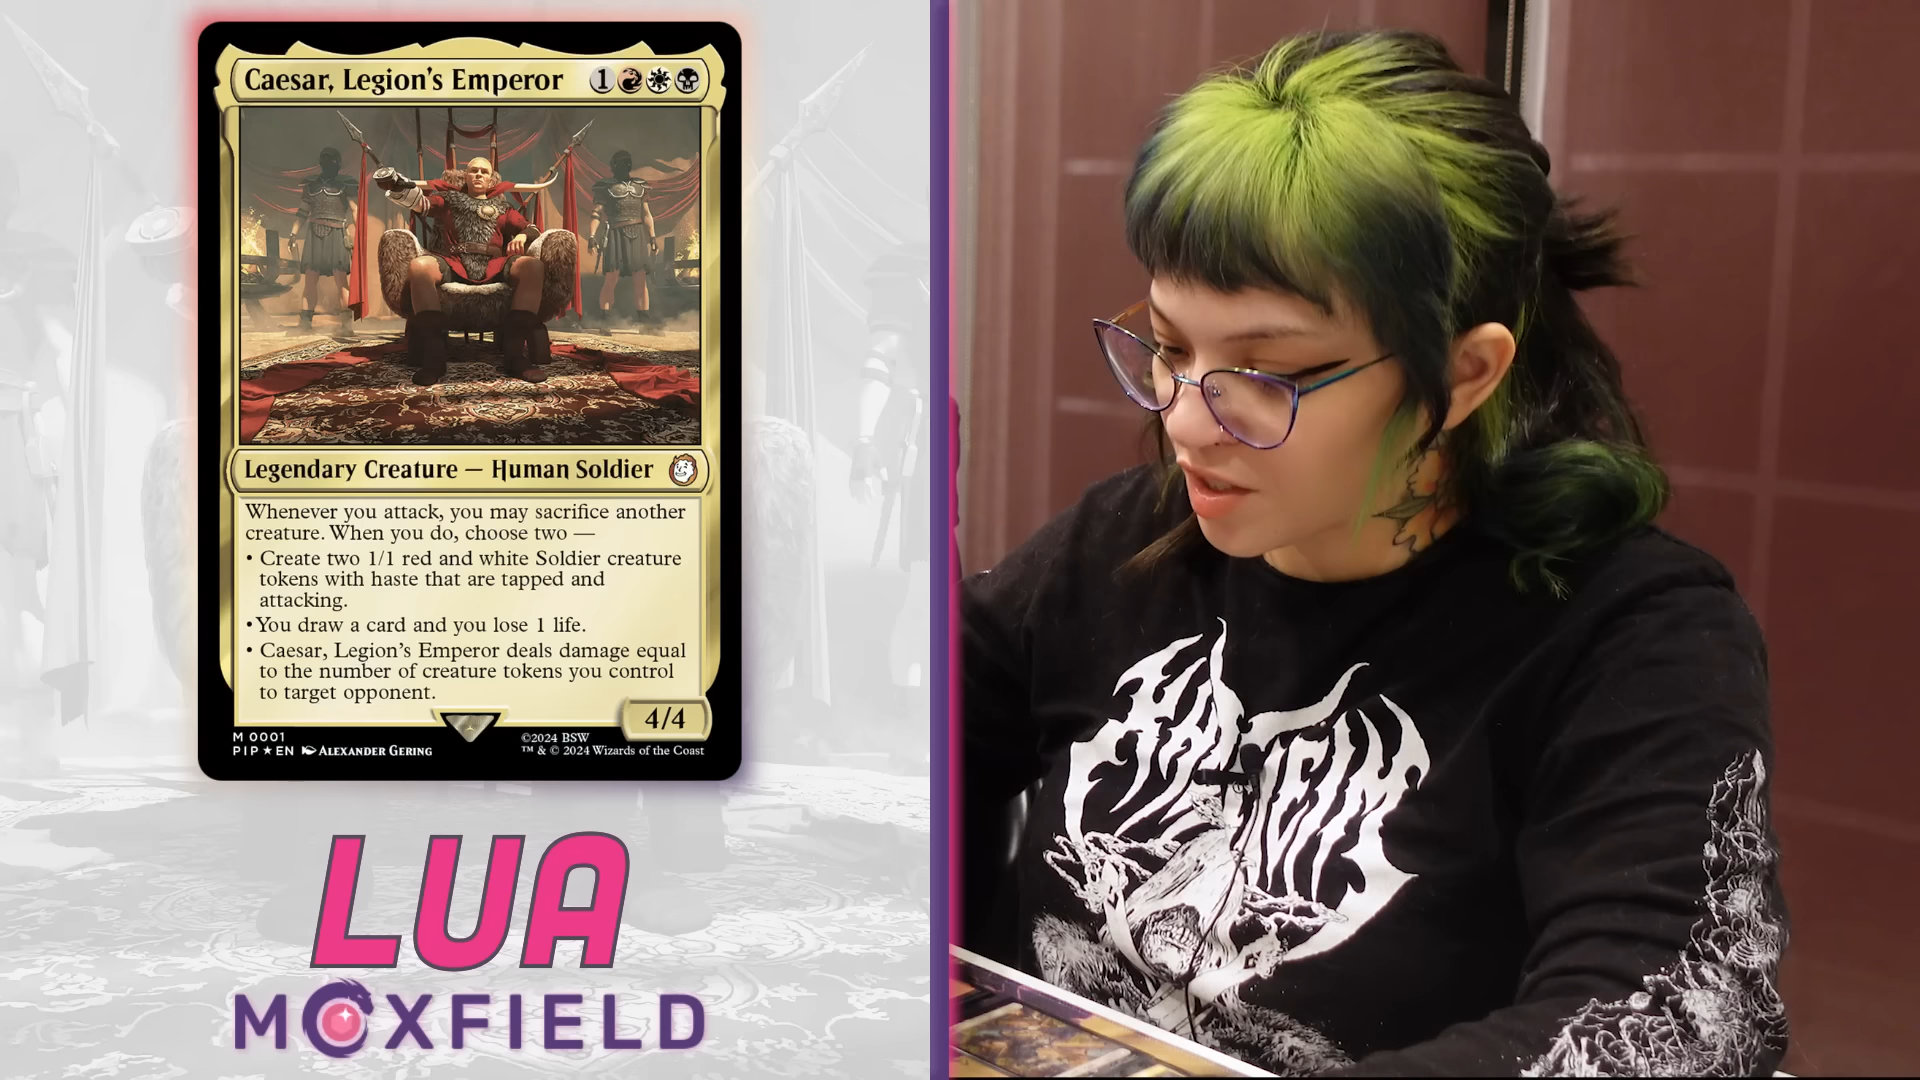 Caesar, Legion's Emperor 1
Legendary Creature — Human Soldier
Whenever you attack, you may sacrifice another
creature. When you do, choose two —
• Create two 1/1 red and white Soldier creature
tokens with haste that are tapped and
attacking.
• You draw a card and you lose 1 life.
• Caesar, Legion's Emperor deals damage equal
to the number of creature tokens you control
to target opponent.
4/4
M 0001
PIP ★ EN ALEXANDER GERING
©2024 BSW
™ & © 2024 Wizards of the Coast
LUA
MOXFIELD